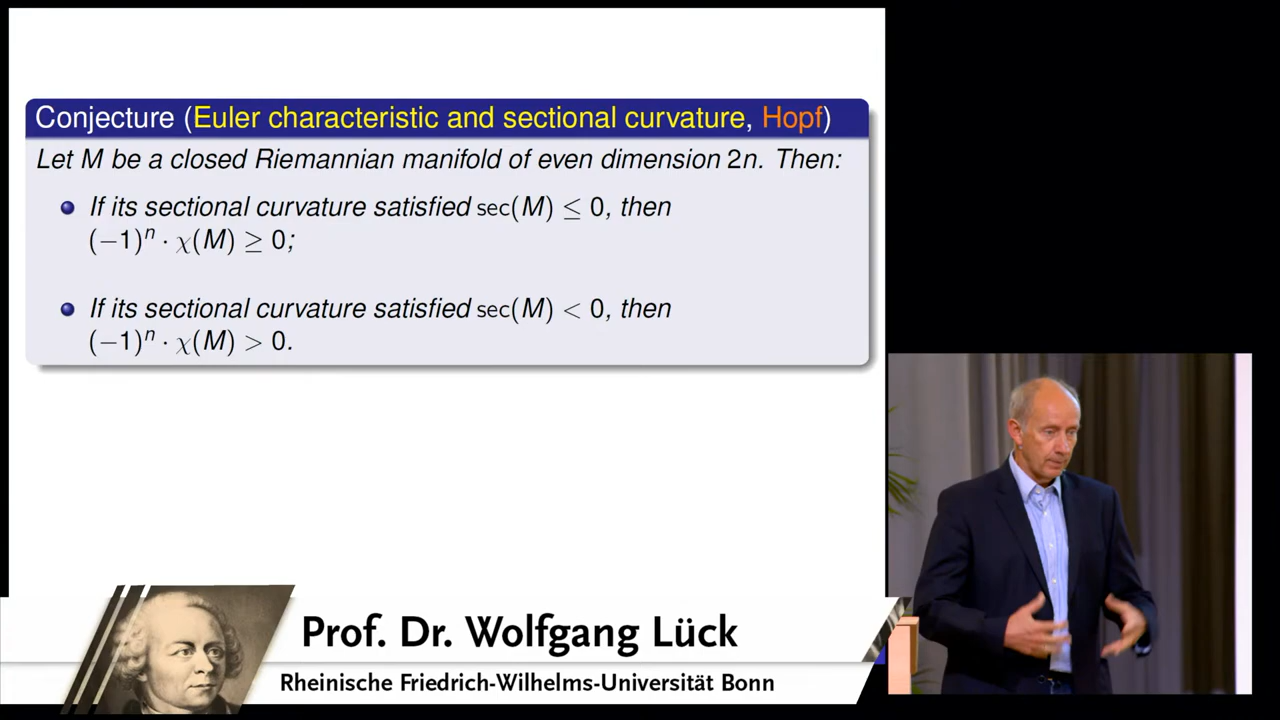 Conjecture (Euler characteristic and sectional curvature, Hopf)
Let M be a closed Riemannian manifold of even dimension 2n. Then:
If its sectional curvature satisfied sec(M) ≤ 0, then
(−1)ⁿ · χ(M) ≥ 0;
If its sectional curvature satisfied sec(M) < 0, then
(−1)ⁿ · χ(M) > 0.
Prof. Dr. Wolfgang Lück
Rheinische Friedrich-Wilhelms-Universität Bonn